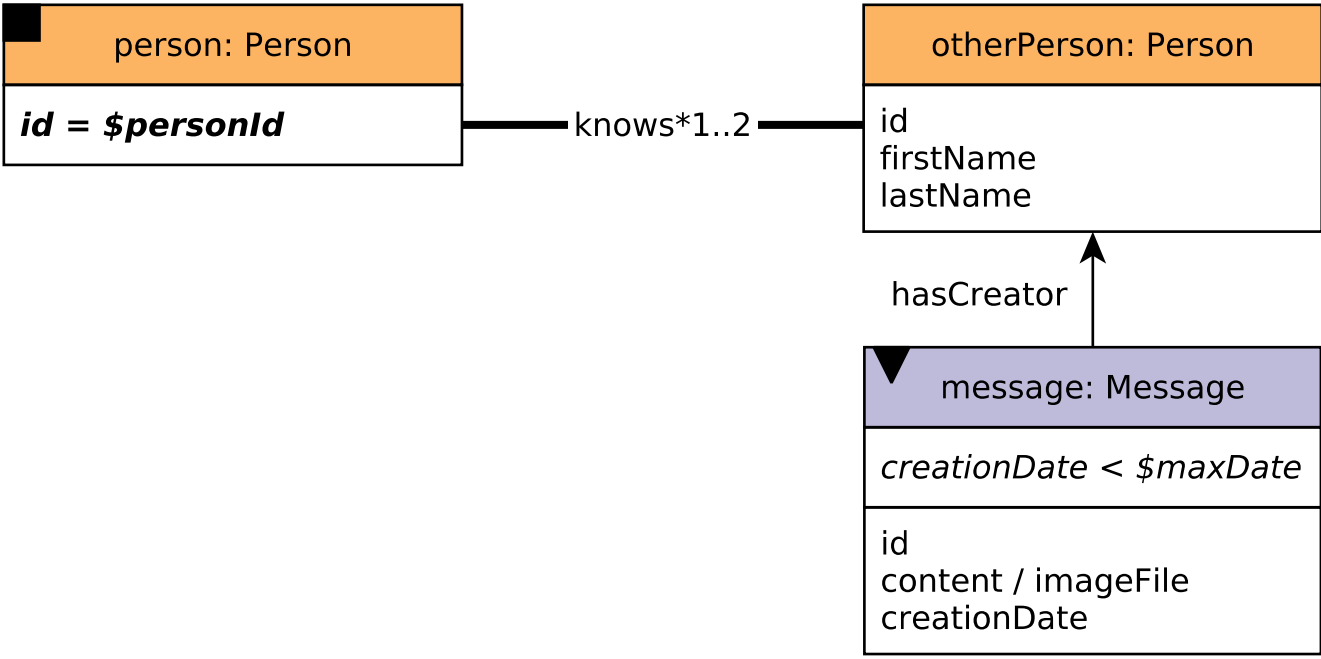 person: Person
id = $personId
knows*1..2
otherPerson: Person
id
firstName
lastName
hasCreator
message: Message
creationDate < $maxDate
id
content / imageFile
creationDate